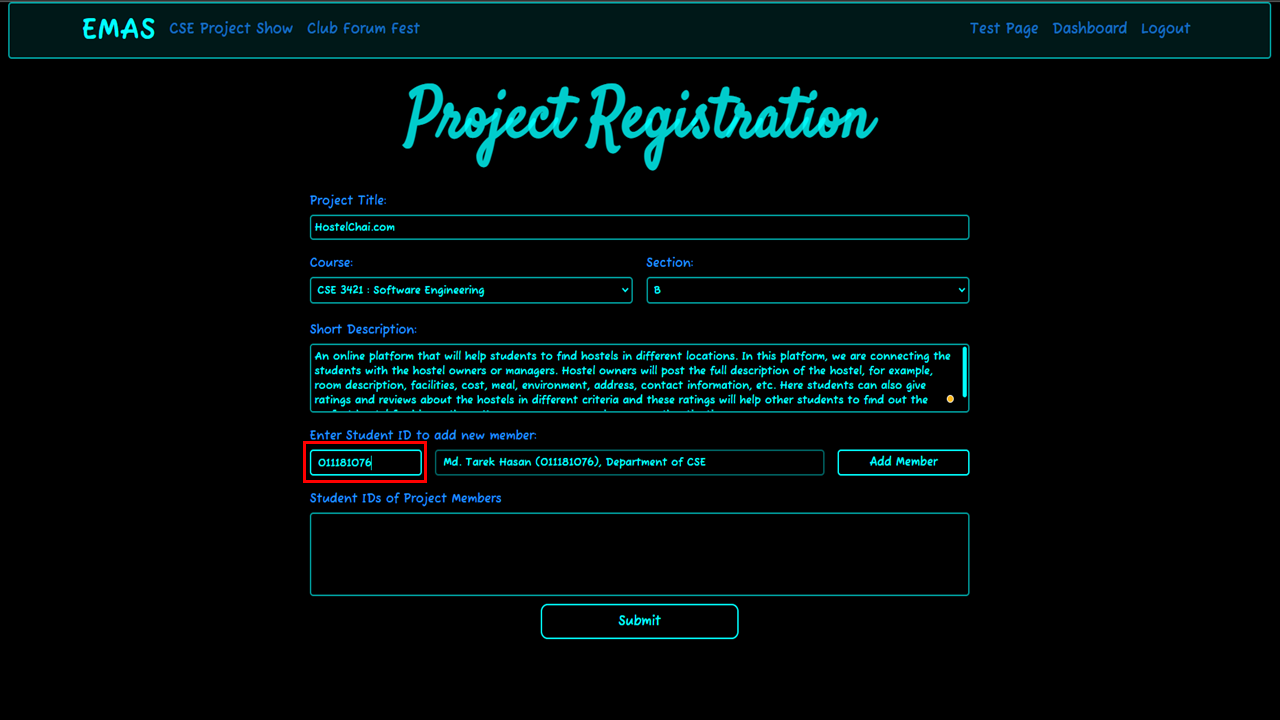 EMAS CSE Project Show Club Forum Fest Test Page Dashboard Logout
Project Registration
Project Title:
HostelChai.com
Course: Section:
CSE 3421 : Software Engineering B
Short Description:
An online platform that will help students to find hostels in different locations. In this platform, we are connecting the
students with the hostel owners or managers. Hostel owners will post the full description of the hostel, for example,
room description, facilities, cost, meal, environment, address, contact information, etc. Here students can also give
ratings and reviews about the hostels in different criteria and these ratings will help other students to find out the
Enter Student ID to add new member:
011181076 Md. Tarek Hasan (011181076), Department of CSE Add Member
Student IDs of Project Members
Submit